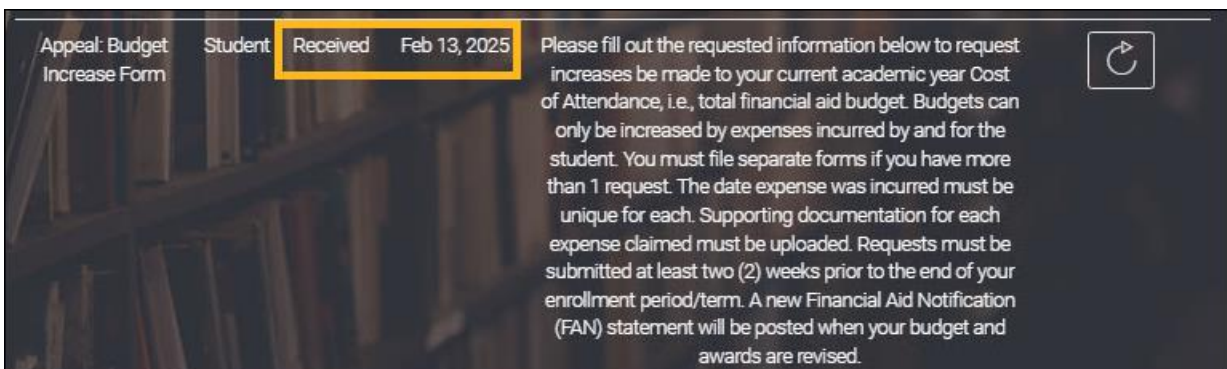 Appeal: Budget
Increase Form
Student
Received
Feb 13, 2025
Please fill out the requested information below to request
increases be made to your current academic year Cost
of Attendance, i.e., total financial aid budget. Budgets can
only be increased by expenses incurred by and for the
student. You must file separate forms if you have more
than 1 request. The date expense was incurred must be
unique for each. Supporting documentation for each
expense claimed must be uploaded. Requests must be
submitted at least two (2) weeks prior to the end of your
enrollment period/term. A new Financial Aid Notification
(FAN) statement will be posted when your budget and
awards are revised.